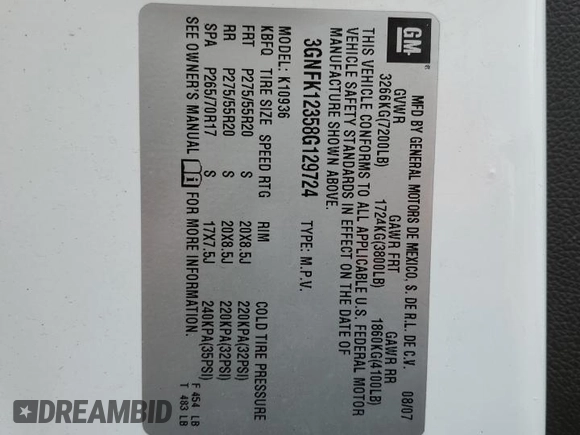 GM®
MFD BY GENERAL MOTORS DE MEXICO, S. DE R.L. DE C.V. 08/07
GVWR GAWR FRT GAWR RR
3266KG(7200LB) 1724KG(3800LB) 1860KG(4100LB)
THIS VEHICLE CONFORMS TO ALL APPLICABLE U.S. FEDERAL MOTOR
VEHICLE SAFETY STANDARDS IN EFFECT ON THE DATE OF
MANUFACTURE SHOWN ABOVE.
3GNFK12358G129724 TYPE: M.P.V.
MODEL: K10936
KBFQ TIRE SIZE SPEED RTG RIM COLD TIRE PRESSURE
FRT P275/55R20 S 20X8.5J 220KPA(32PSI)
RR P275/55R20 S 20X8.5J 220KPA(32PSI)
SPA P265/70R17 S 17X7.5J 240KPA(35PSI)
SEE OWNER'S MANUAL FOR MORE INFORMATION. F 454 LB
T 483 LB
DREAMBID